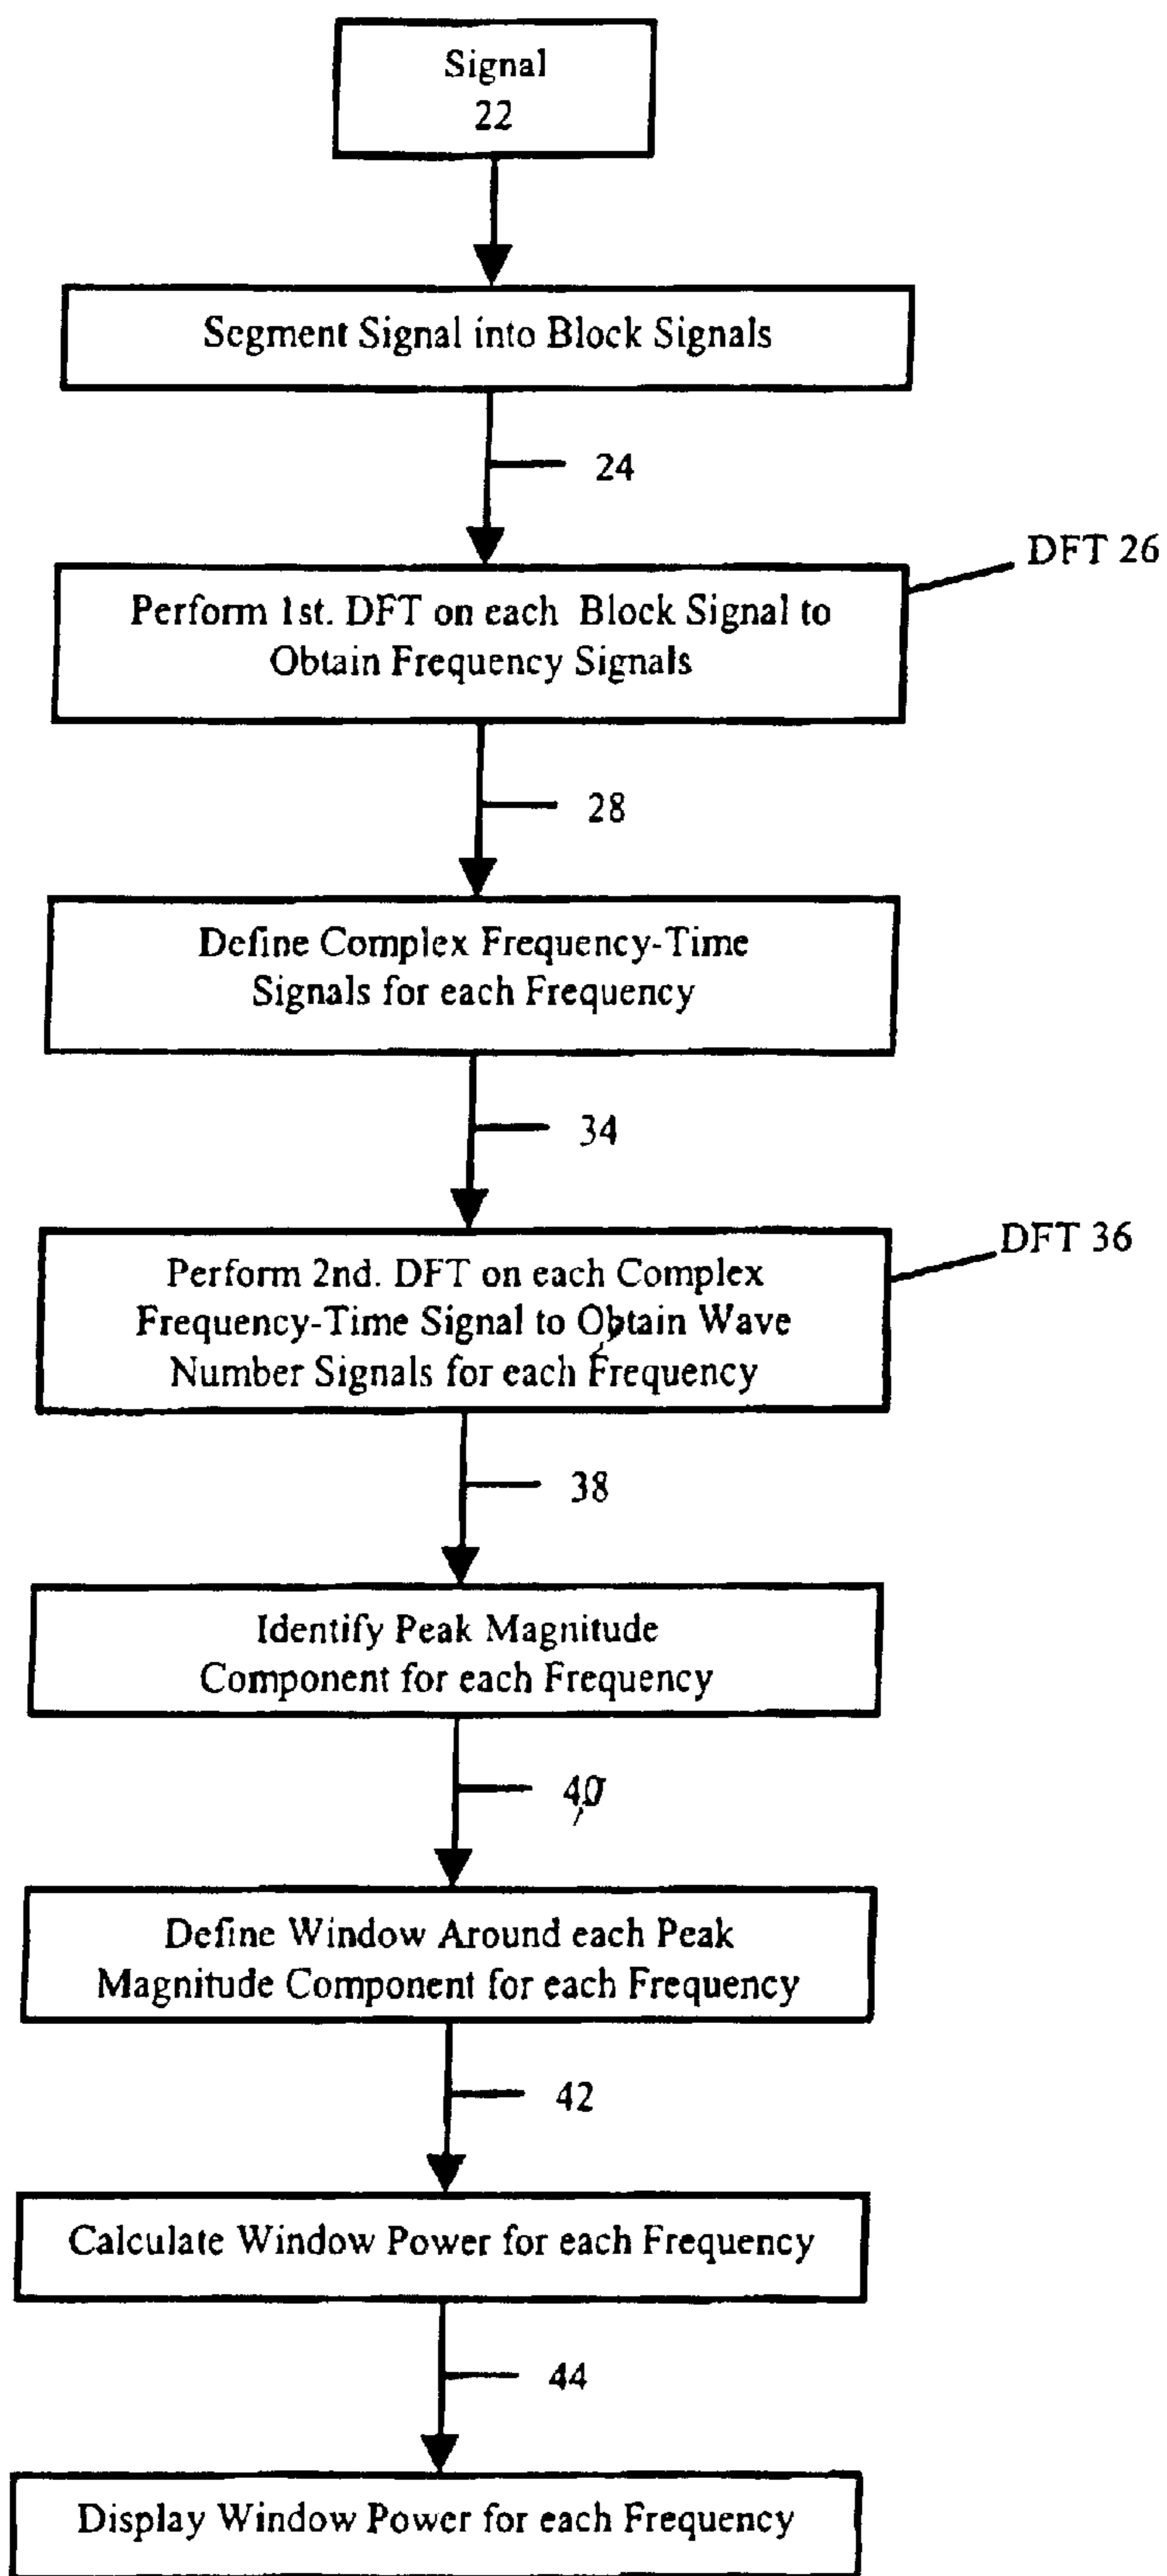 Signal
22
Segment Signal into Block Signals
24
DFT 26
Perform 1st. DFT on each Block Signal to
Obtain Frequency Signals
28
Define Complex Frequency-Time
Signals for each Frequency
34
DFT 36
Perform 2nd. DFT on each Complex
Frequency-Time Signal to Obtain Wave
Number Signals for each Frequency
38
Identify Peak Magnitude
Component for each Frequency
40
Define Window Around each Peak
Magnitude Component for each Frequency
42
Calculate Window Power for each Frequency
44
Display Window Power for each Frequency